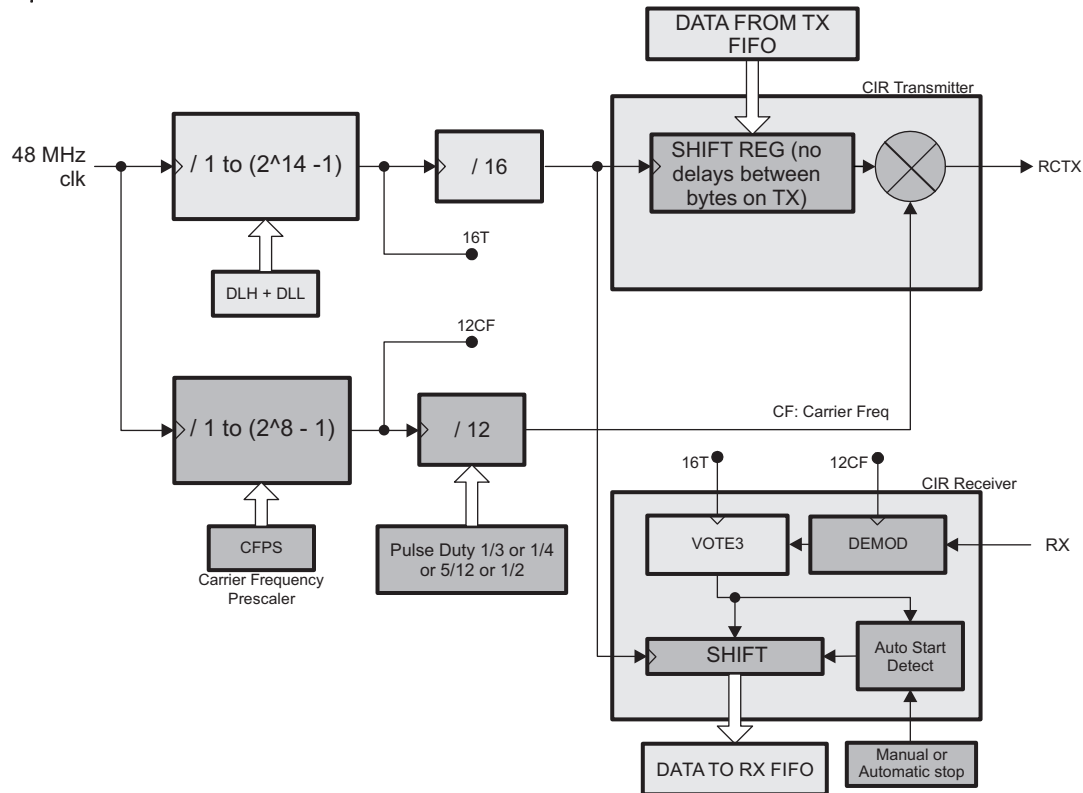 DATA FROM TX
FIFO
CIR Transmitter
48 MHz
clk
/ 1 to (2^14 -1)
/ 16
SHIFT REG (no
delays between
bytes on TX)
RCTX
16T
DLH + DLL
12CF
/ 1 to (2^8 - 1)
/ 12
CF: Carrier Freq
16T
12CF
CIR Receiver
CFPS
Carrier Frequency
Prescaler
Pulse Duty 1/3 or 1/4
or 5/12 or 1/2
VOTE3
DEMOD
RX
SHIFT
Auto Start
Detect
DATA TO RX FIFO
Manual or
Automatic stop